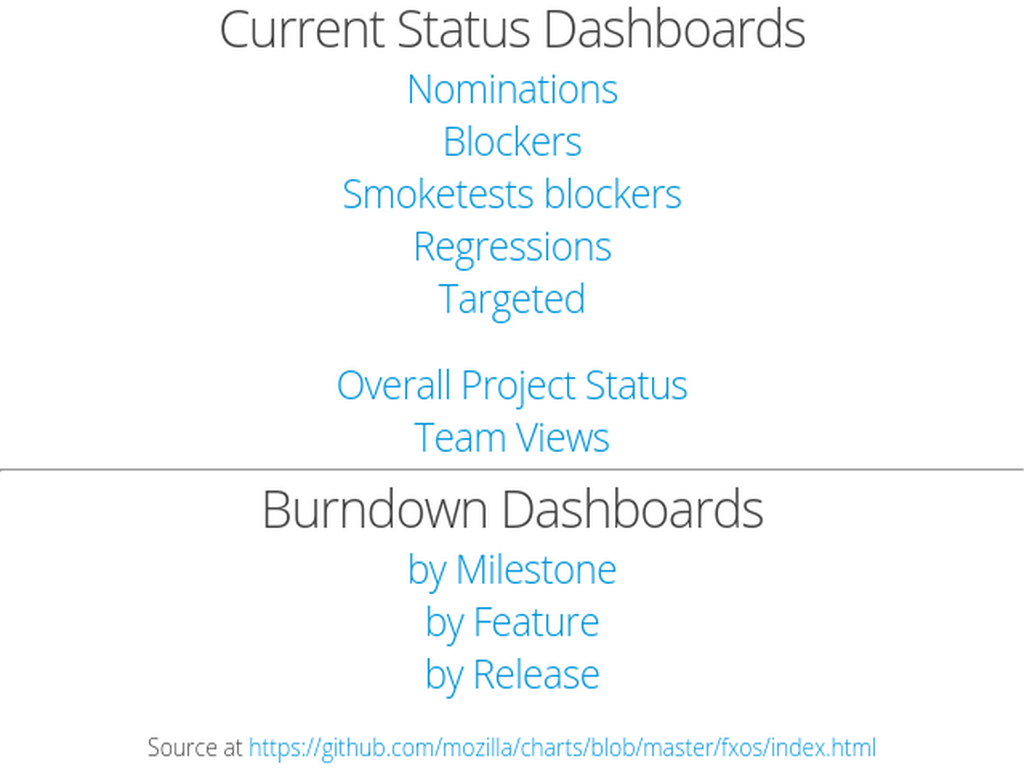 Current Status Dashboards
Nominations
Blockers
Smoketests blockers
Regressions
Targeted
Overall Project Status
Team Views
Burndown Dashboards
by Milestone
by Feature
by Release
Source at https://github.com/mozilla/charts/blob/master/fxos/index.html